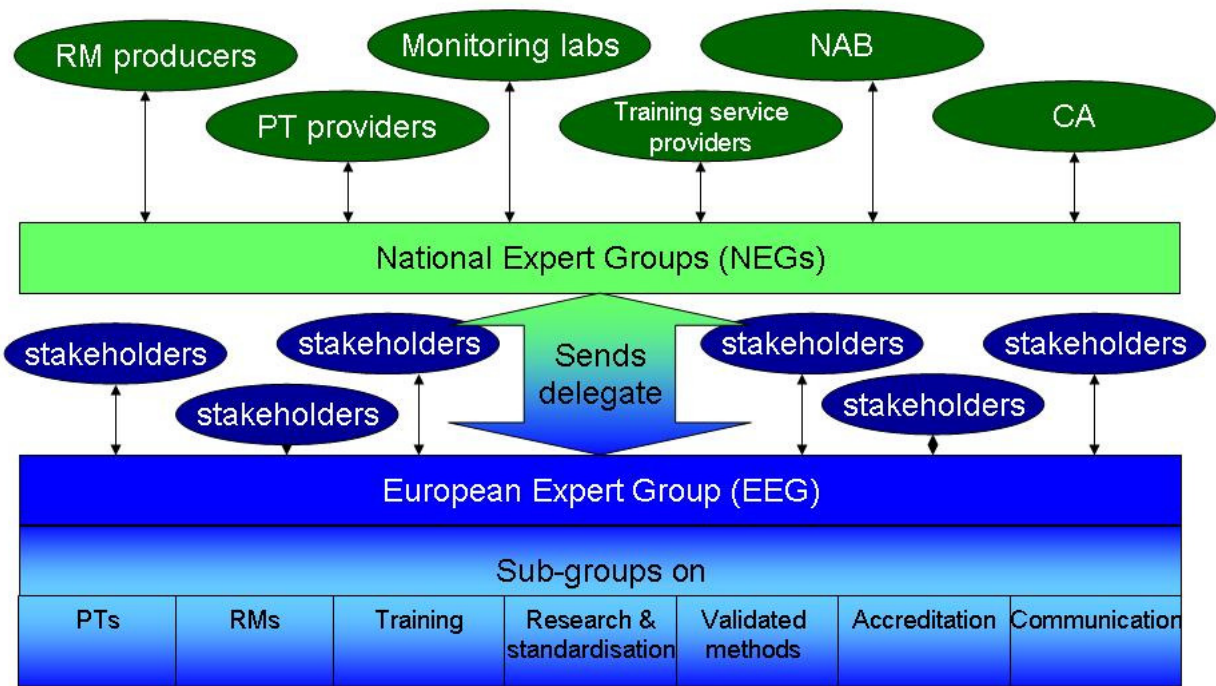 RM producers
Monitoring labs
NAB
PT providers
Training service
providers
CA
National Expert Groups (NEGs)
stakeholders
stakeholders
Sends
delegate
stakeholders
stakeholders
stakeholders
stakeholders
European Expert Group (EEG)
Sub-groups on
PTs
RMs
Training
Research &
standardisation
Validated
methods
Accreditation
Communication